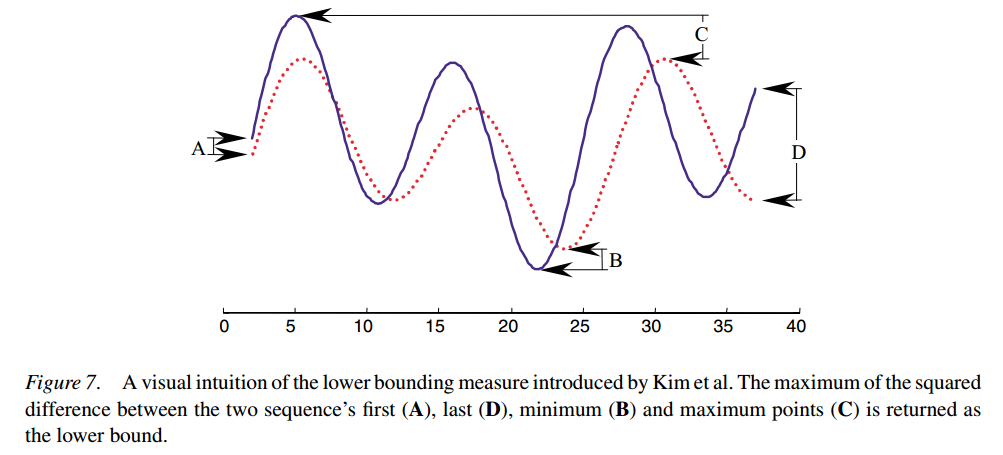 C
A
D
B
0 5 10 15 20 25 30 35 40
Figure 7. A visual intuition of the lower bounding measure introduced by Kim et al. The maximum of the squared
difference between the two sequence's first (A), last (D), minimum (B) and maximum points (C) is returned as
the lower bound.